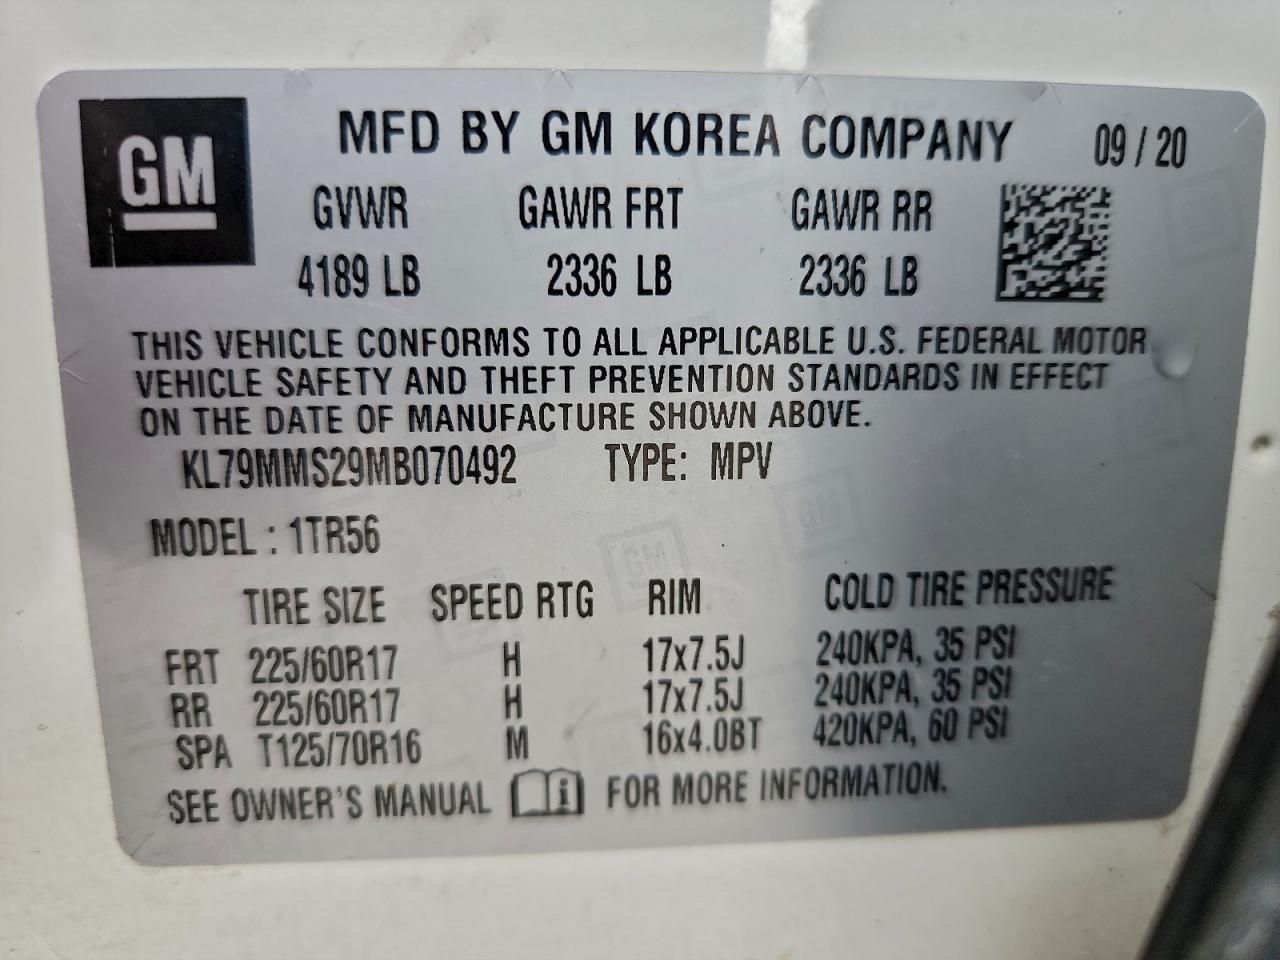 GM
MFD BY GM KOREA COMPANY 09 / 20
GVWR GAWR FRT GAWR RR
4189 LB 2336 LB 2336 LB
THIS VEHICLE CONFORMS TO ALL APPLICABLE U.S. FEDERAL MOTOR
VEHICLE SAFETY AND THEFT PREVENTION STANDARDS IN EFFECT
ON THE DATE OF MANUFACTURE SHOWN ABOVE.
KL79MMS29MB070492 TYPE: MPV
MODEL : 1TR56
TIRE SIZE SPEED RTG RIM COLD TIRE PRESSURE
FRT 225/60R17 H 17x7.5J 240KPA, 35 PSI
RR 225/60R17 H 17x7.5J 240KPA, 35 PSI
SPA T125/70R16 M 16x4.0BT 420KPA, 60 PSI
SEE OWNER'S MANUAL i FOR MORE INFORMATION.